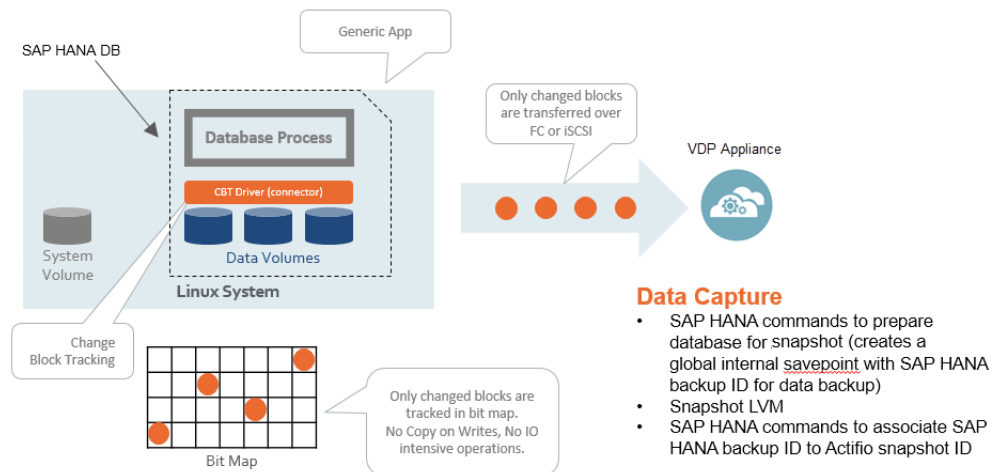 Generic App
SAP HANA DB
Database Process
CBT Driver (connector)
System
Volume
Data Volumes
Linux System
Only changed blocks
are transferred over
FC or iSCSI
VDP Appliance
Change
Block Tracking
Only changed blocks are
tracked in bit map.
No Copy on Writes, No IO
intensive operations.
Bit Map
Data Capture
• SAP HANA commands to prepare
database for snapshot (creates a
global internal savepoint with SAP HANA
backup ID for data backup)
• Snapshot LVM
• SAP HANA commands to associate SAP
HANA backup ID to Actifio snapshot ID